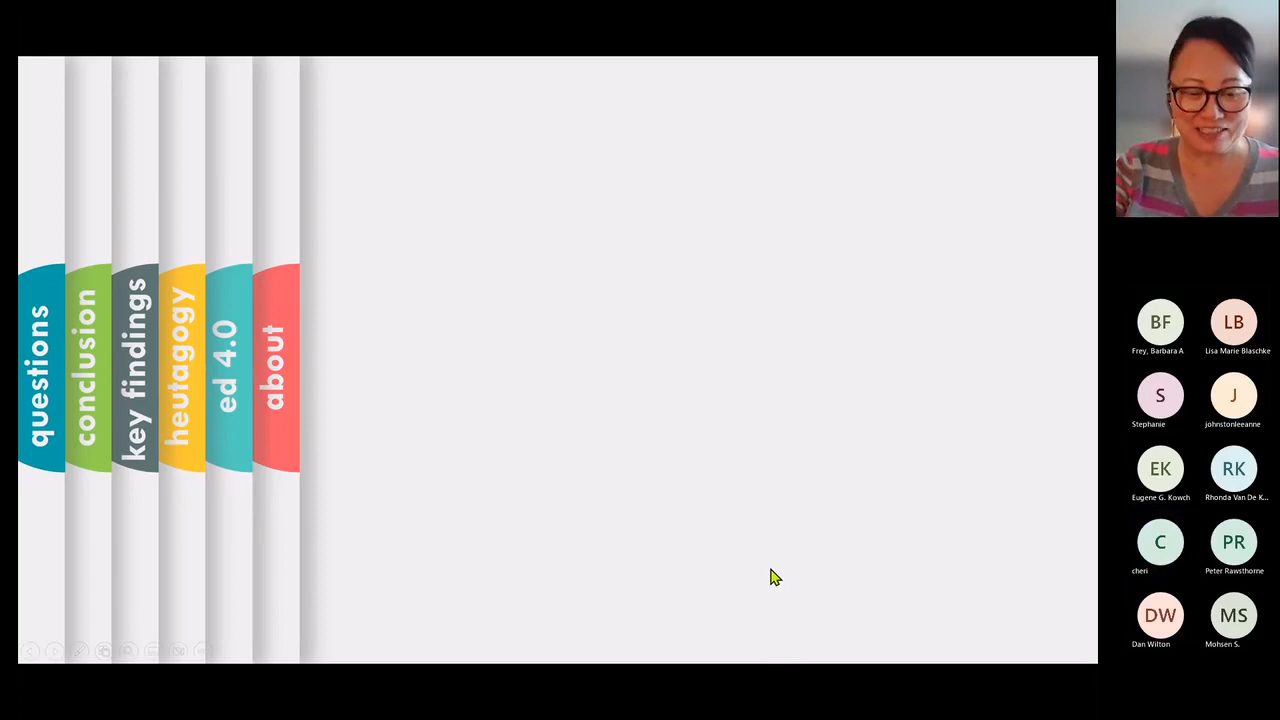 questions
conclusion
key findings
heutagogy
ed 4.0
about
BF
Frey, Barbara A
LB
Lisa Marie Blaschke
S
Stephanie
J
johnstonleeanne
EK
Eugene G. Kowch
RK
Rhonda Van De K...
C
cheri
PR
Peter Rawsthorne
DW
Dan Wilton
MS
Mohsen S.